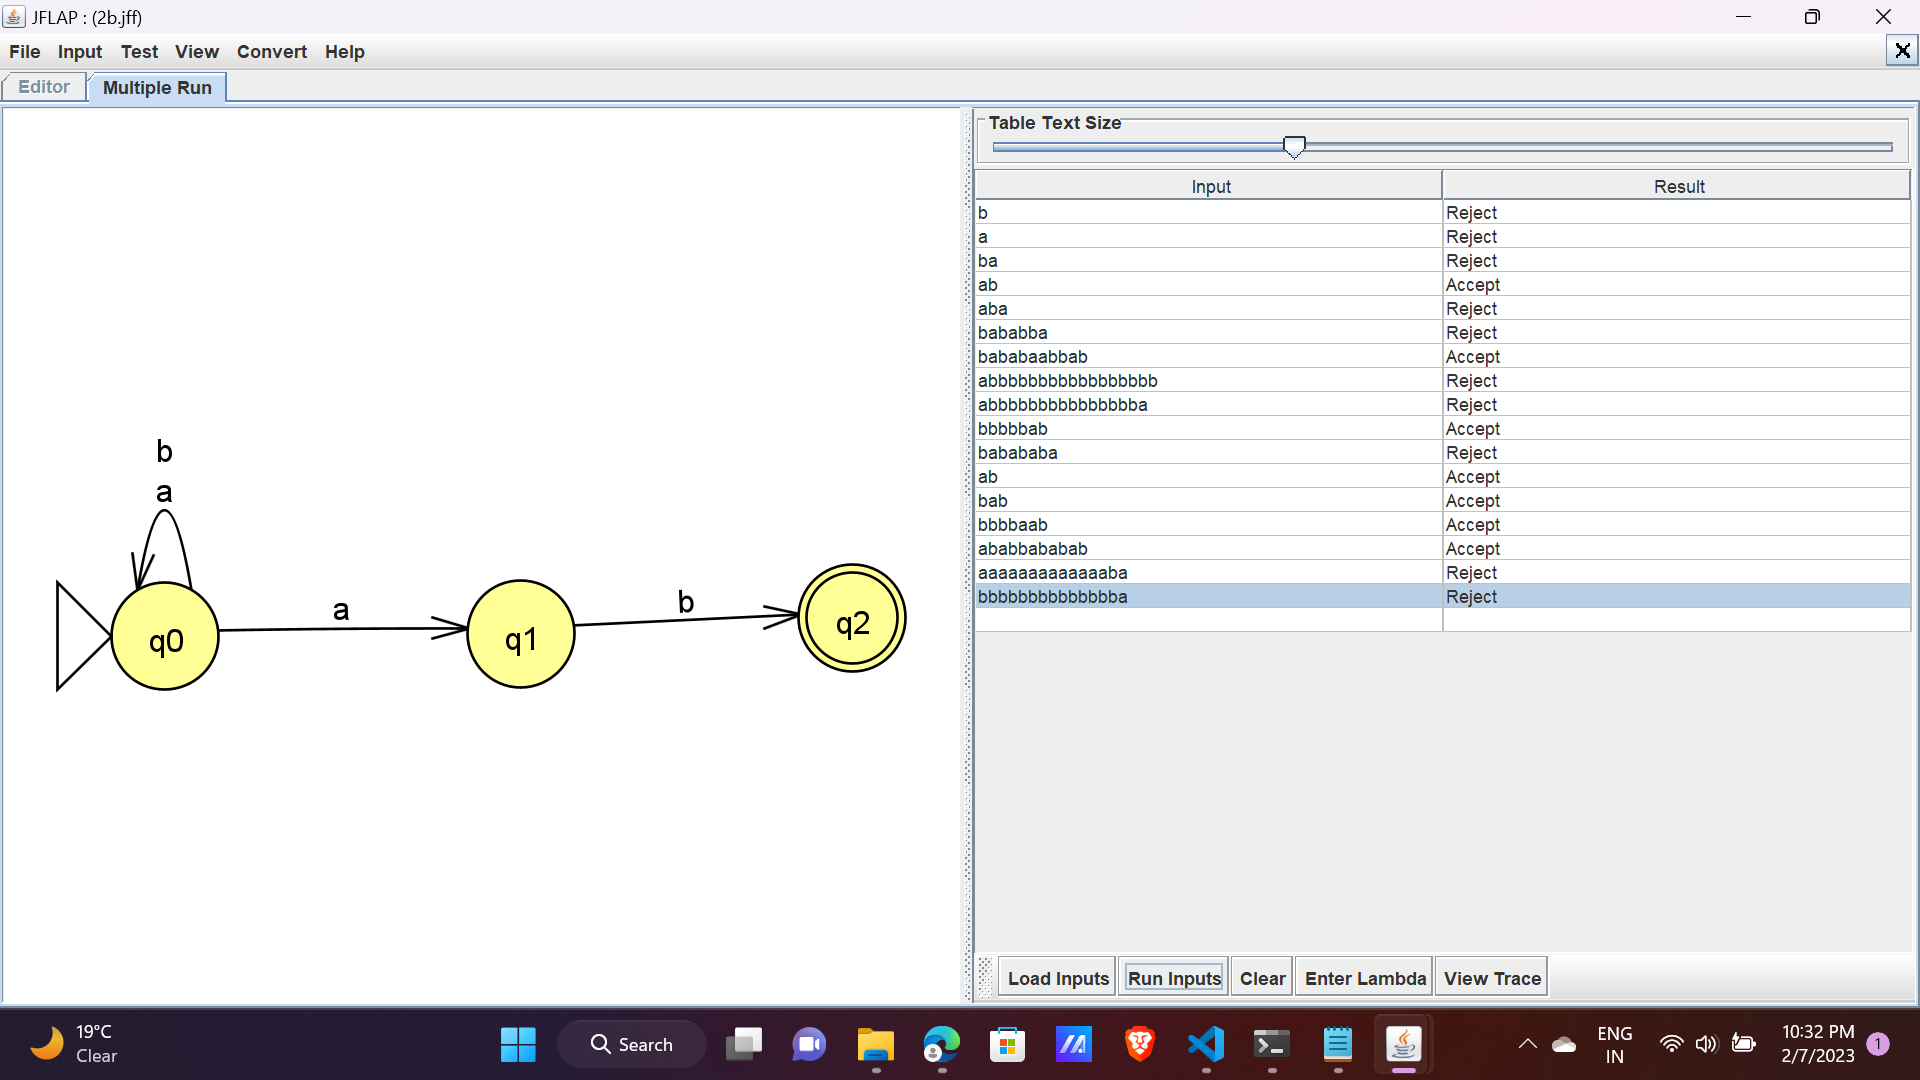 JFLAP : (2b.jff)
File Input Test View Convert Help
Editor Multiple Run
b
a
q0
a
q1
b
q2
Table Text Size
Input Result
b Reject
a Reject
ba Reject
ab Accept
aba Reject
bababba Reject
bababaabbab Accept
abbbbbbbbbbbbbbbbb Reject
abbbbbbbbbbbbbbba Reject
bbbbbab Accept
babababa Reject
ab Accept
bab Accept
bbbbaab Accept
ababbababab Accept
aaaaaaaaaaaaaba Reject
bbbbbbbbbbbbbba Reject
Load Inputs Run Inputs Clear Enter Lambda View Trace
19°C
Clear
Search
ENG
IN
10:32 PM
2/7/2023
1